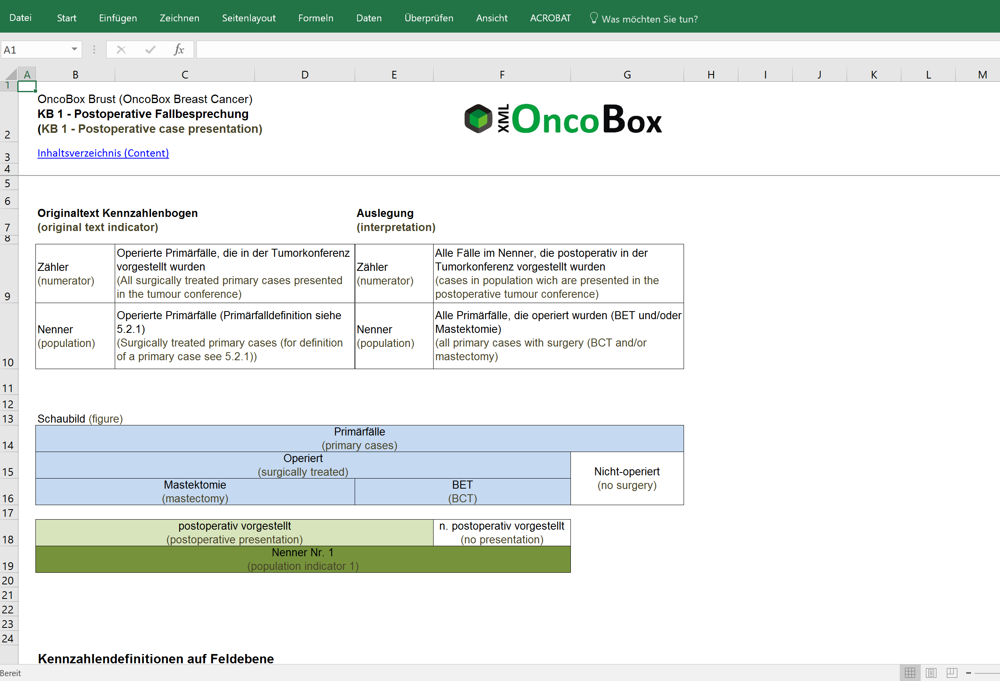 Datei Start Einfügen Zeichnen Seitenlayout Formeln Daten Überprüfen Ansicht ACROBAT Was möchten Sie tun?
A1 fx
A B C D E F G H I J K L M
1
OncoBox Brust (OncoBox Breast Cancer)
KB 1 - Postoperative Fallbesprechung
(KB 1 - Postoperative case presentation)
XML OncoBox
2
Inhaltsverzeichnis (Content)
3
4
5
6
Originaltext Kennzahlenbogen
(original text indicator)
Auslegung
(interpretation)
7
8
Zähler
(numerator)
Operierte Primärfälle, die in der Tumorkonferenz
vorgestellt wurden
(All surgically treated primary cases presented
in the tumour conference)
Zähler
(numerator)
Alle Fälle im Nenner, die postoperativ in der
Tumorkonferenz vorgestellt wurden
(cases in population wich are presented in the
postoperative tumour conference)
9
Nenner
(population)
Operierte Primärfälle (Primärfalldefinition siehe
5.2.1)
(Surgically treated primary cases (for definition
of a primary case see 5.2.1))
Nenner
(population)
Alle Primärfälle, die operiert wurden (BET und/oder
Mastektomie)
(all primary cases with surgery (BCT and/or
mastectomy)
10
11
12
13 Schaubild (figure)
Primärfälle
(primary cases)
14
Operiert
(surgically treated)
15
Nicht-operiert
(no surgery)
Mastektomie
(mastectomy)
BET
(BCT)
16
17
postoperativ vorgestellt
(postoperative presentation)
n. postoperativ vorgestellt
(no presentation)
18
Nenner Nr. 1
(population indicator 1)
19
20
21
22
23
24
Kennzahlendefinitionen auf Feldebene
Bereit